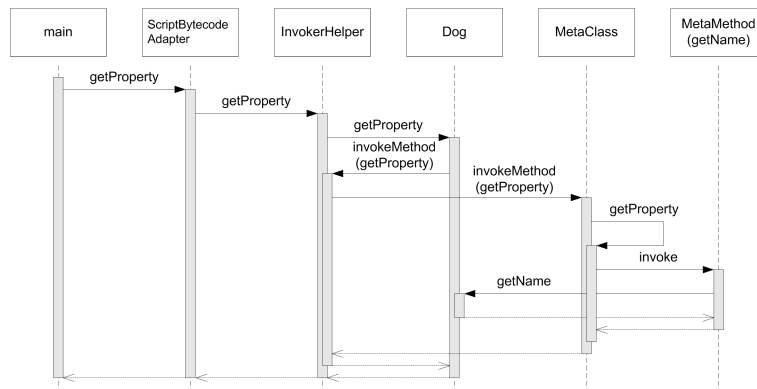 main
ScriptBytecode
Adapter
InvokerHelper
Dog
MetaClass
MetaMethod
(getName)
getProperty
getProperty
getProperty
invokeMethod
(getProperty)
invokeMethod
(getProperty)
getProperty
invoke
getName